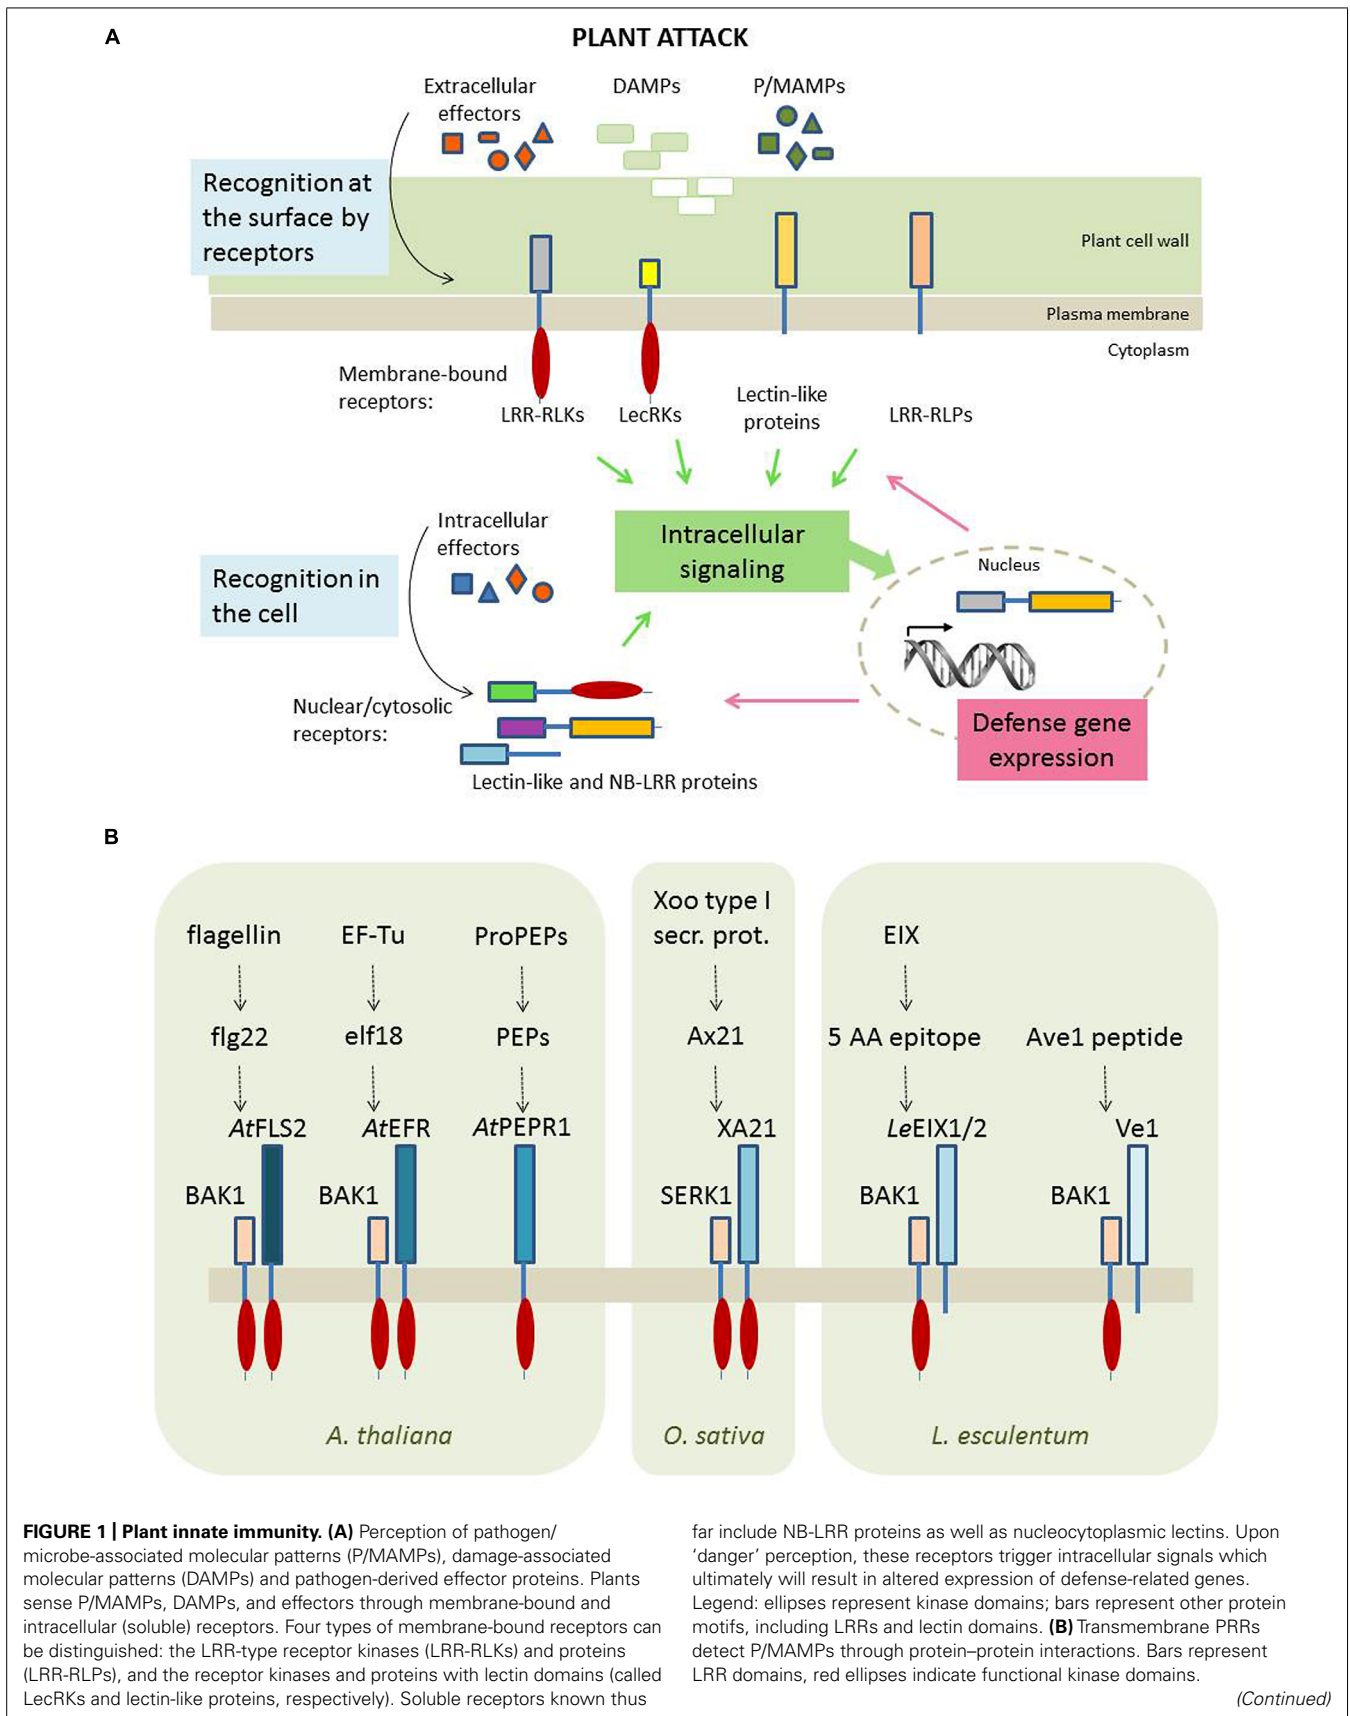 A
PLANT ATTACK
Extracellular
effectors
DAMPs
P/MAMPs
Recognition at
the surface by
receptors
Plant cell wall
Plasma membrane
Cytoplasm
Membrane-bound
receptors:
LRR-RLKs
LecRKs
Lectin-like
proteins
LRR-RLPs
Intracellular
effectors
Intracellular
signaling
Recognition in
the cell
Nucleus
Nuclear/cytosolic
receptors:
Defense gene
expression
Lectin-like and NB-LRR proteins
B
flagellin
EF-Tu
ProPEPs
Xoo type I
secr. prot.
EIX
flg22
elf18
PEPs
Ax21
5 AA epitope
Ave1 peptide
AtFLS2
AtEFR
AtPEPR1
XA21
LeEIX1/2
Ve1
BAK1
BAK1
SERK1
BAK1
BAK1
A. thaliana
O. sativa
L. esculentum
FIGURE 1 | Plant innate immunity. (A) Perception of pathogen/
microbe-associated molecular patterns (P/MAMPs), damage-associated
molecular patterns (DAMPs) and pathogen-derived effector proteins. Plants
sense P/MAMPs, DAMPs, and effectors through membrane-bound and
intracellular (soluble) receptors. Four types of membrane-bound receptors can
be distinguished: the LRR-type receptor kinases (LRR-RLKs) and proteins
(LRR-RLPs), and the receptor kinases and proteins with lectin domains (called
LecRKs and lectin-like proteins, respectively). Soluble receptors known thus
far include NB-LRR proteins as well as nucleocytoplasmic lectins. Upon
‘danger’ perception, these receptors trigger intracellular signals which
ultimately will result in altered expression of defense-related genes.
Legend: ellipses represent kinase domains; bars represent other protein
motifs, including LRRs and lectin domains. (B) Transmembrane PRRs
detect P/MAMPs through protein–protein interactions. Bars represent
LRR domains, red ellipses indicate functional kinase domains.
(Continued)